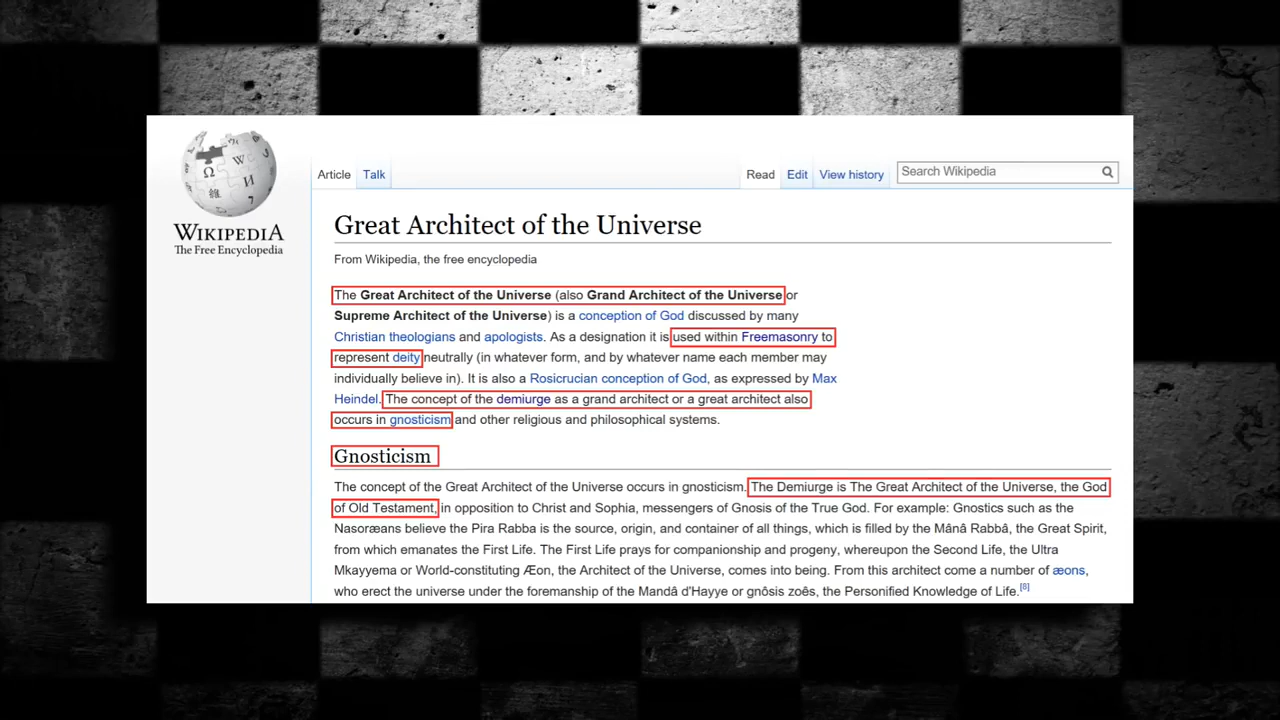 WIKIPEDIA
The Free Encyclopedia
Article Talk Read Edit View history Search Wikipedia
Great Architect of the Universe
From Wikipedia, the free encyclopedia
The Great Architect of the Universe (also Grand Architect of the Universe or
Supreme Architect of the Universe) is a conception of God discussed by many
Christian theologians and apologists. As a designation it is used within Freemasonry to
represent deity neutrally (in whatever form, and by whatever name each member may
individually believe in). It is also a Rosicrucian conception of God, as expressed by Max
Heindel. The concept of the demiurge as a grand architect or a great architect also
occurs in gnosticism and other religious and philosophical systems.
Gnosticism
The concept of the Great Architect of the Universe occurs in gnosticism. The Demiurge is The Great Architect of the Universe, the God
of Old Testament, in opposition to Christ and Sophia, messengers of Gnosis of the True God. For example: Gnostics such as the
Nasoræans believe the Pira Rabba is the source, origin, and container of all things, which is filled by the Mânâ Rabbâ, the Great Spirit,
from which emanates the First Life. The First Life prays for companionship and progeny, whereupon the Second Life, the Ultra
Mkayyema or World-constituting Æon, the Architect of the Universe, comes into being. From this architect come a number of æons,
who erect the universe under the foremanship of the Mandâ d'Hayye or gnôsis zoês, the Personified Knowledge of Life.[8]